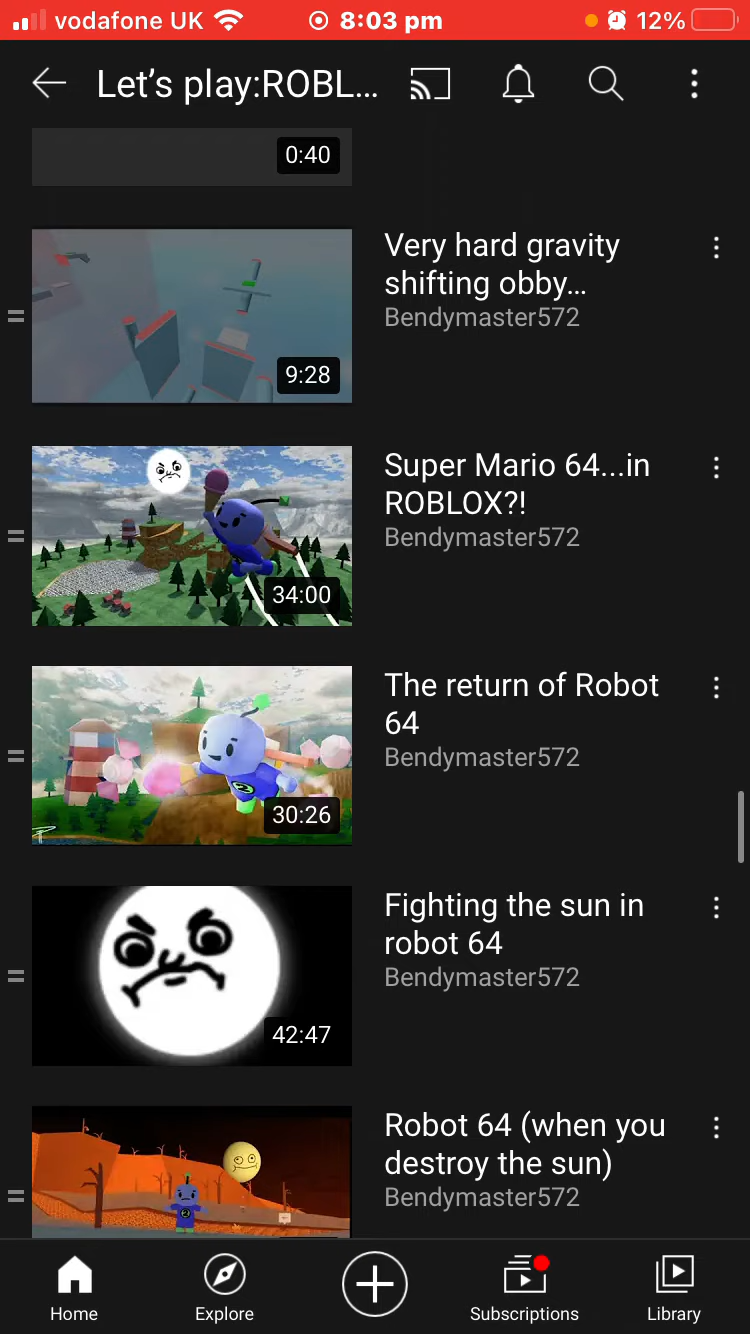 vodafone UK 8:03 pm 12%
Let's play:ROBL...
0:40
Very hard gravity
shifting obby...
Bendymaster572
9:28
Super Mario 64...in
ROBLOX?!
Bendymaster572
34:00
The return of Robot
64
Bendymaster572
30:26
Fighting the sun in
robot 64
Bendymaster572
42:47
Robot 64 (when you
destroy the sun)
Bendymaster572
Home Explore Subscriptions Library